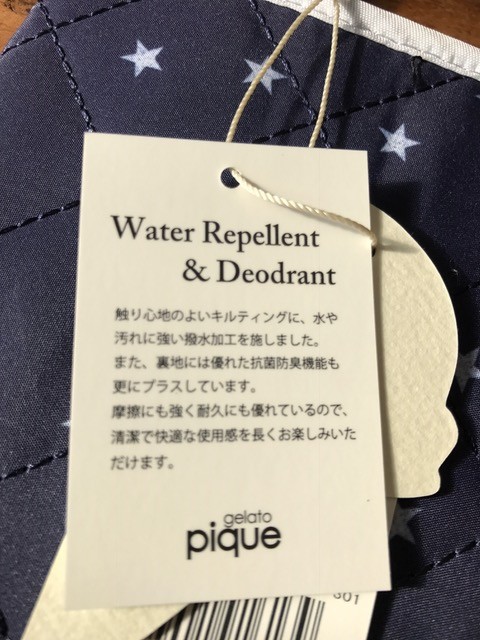 Water Repellent
& Deodrant
触り心地のよいキルティングに、水や
汚れに強い撥水加工を施しました。
また、裏地には優れた抗菌防臭機能も
更にプラスしています。
摩擦にも強く耐久にも優れているので、
清潔で快適な使用感を長くお楽しみいた
だけます。
gelato
pique